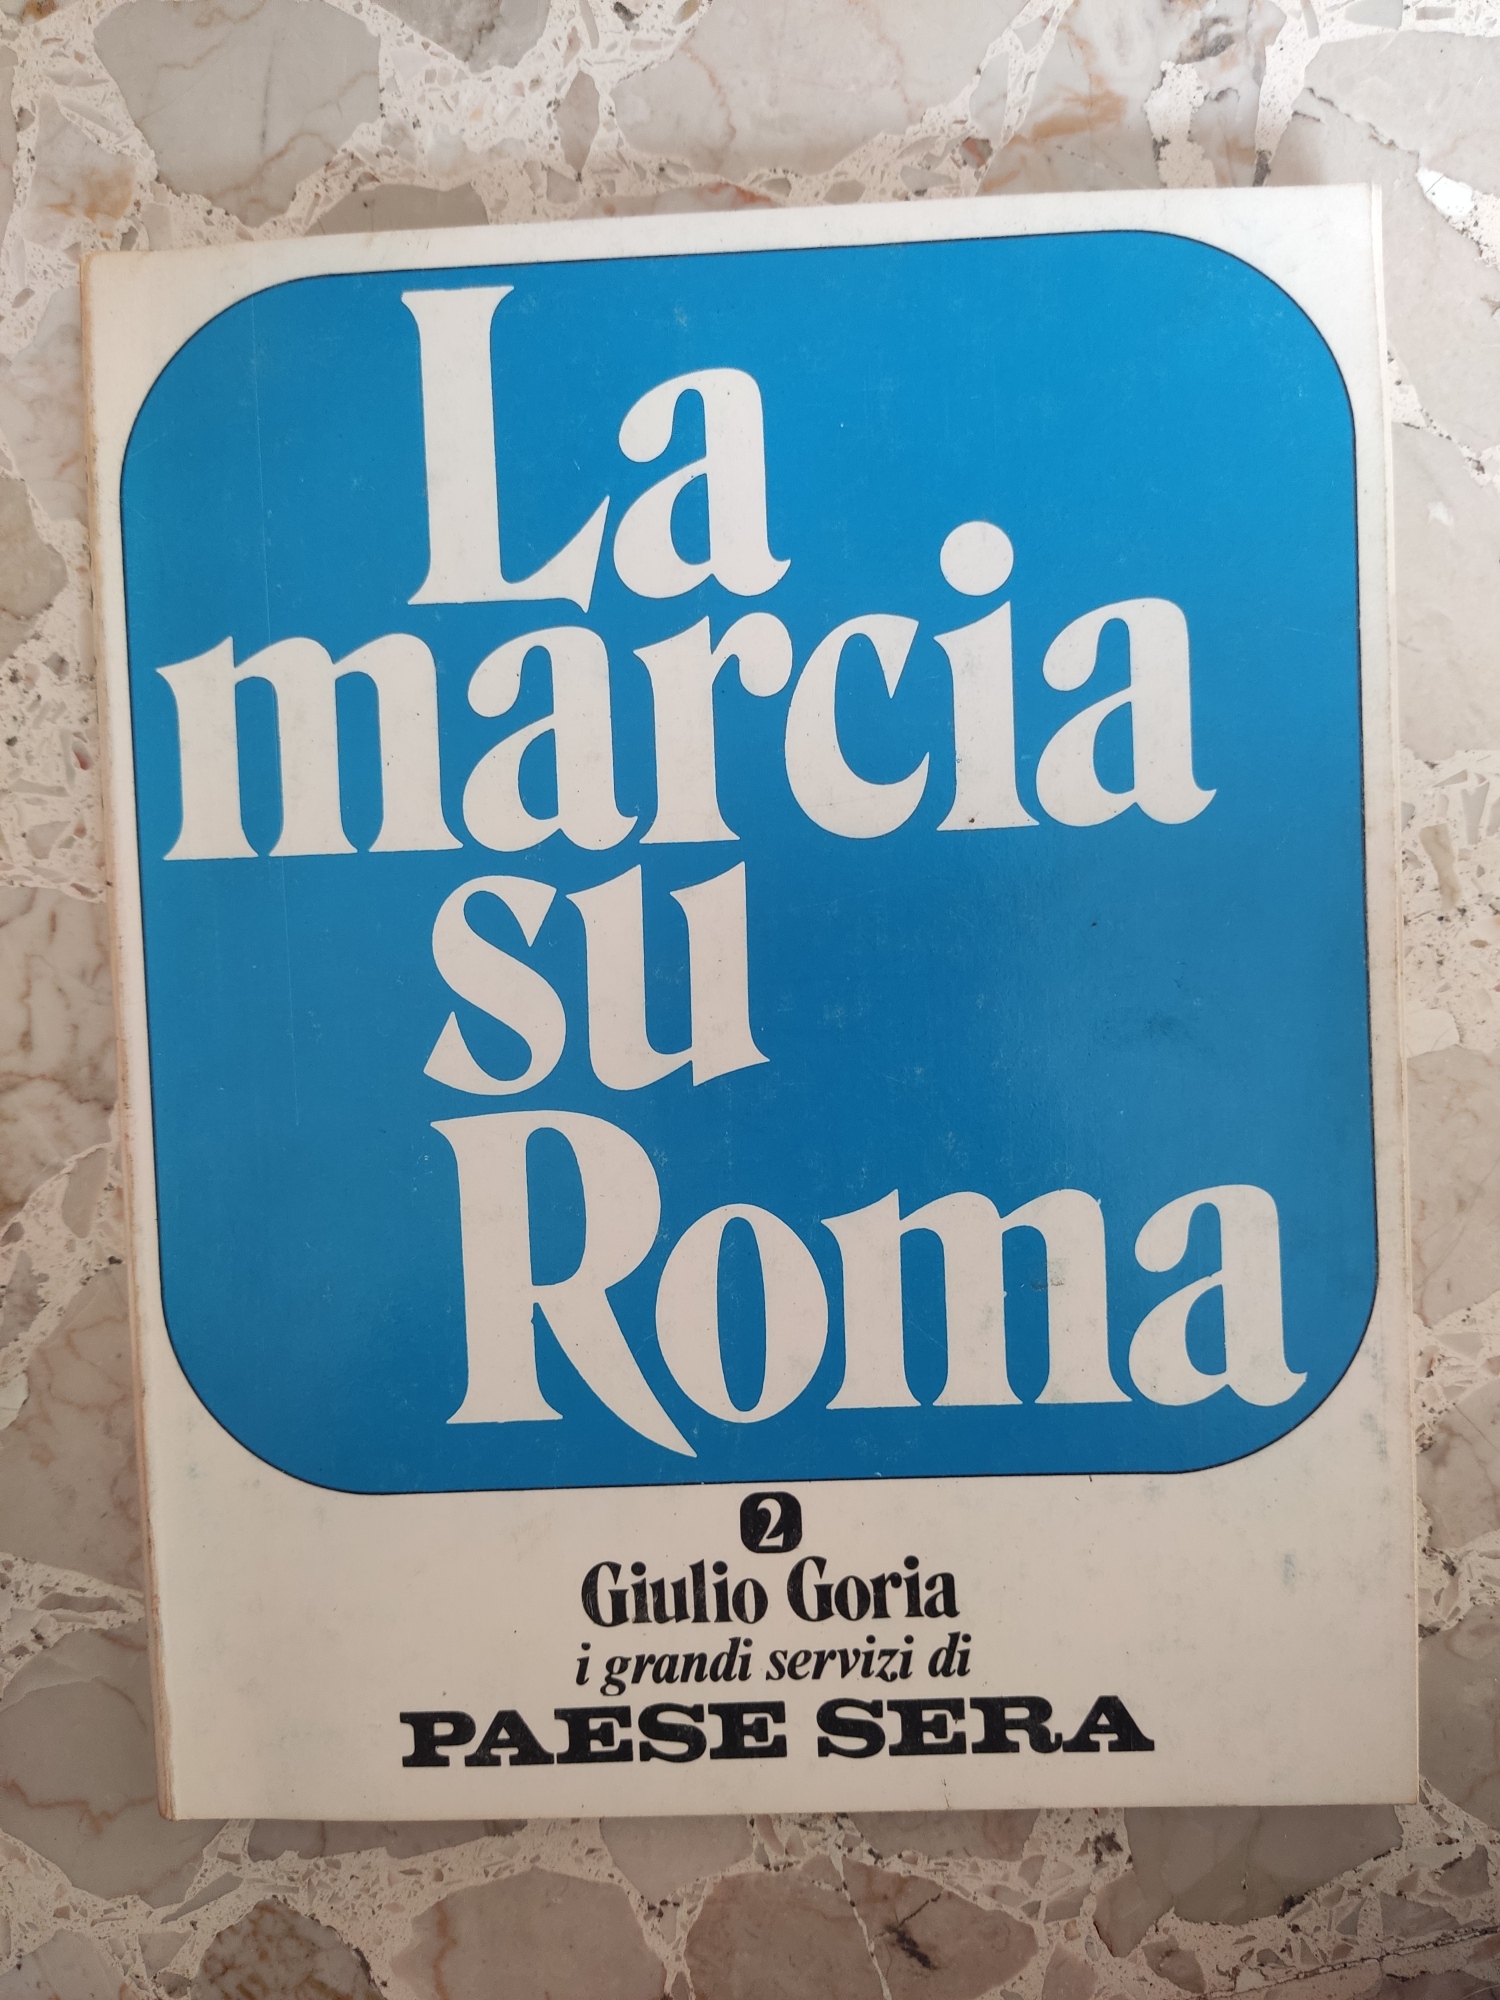 La
marcia
su
Roma
2
Giulio Goria
i grandi servizi di
PAESE SERA